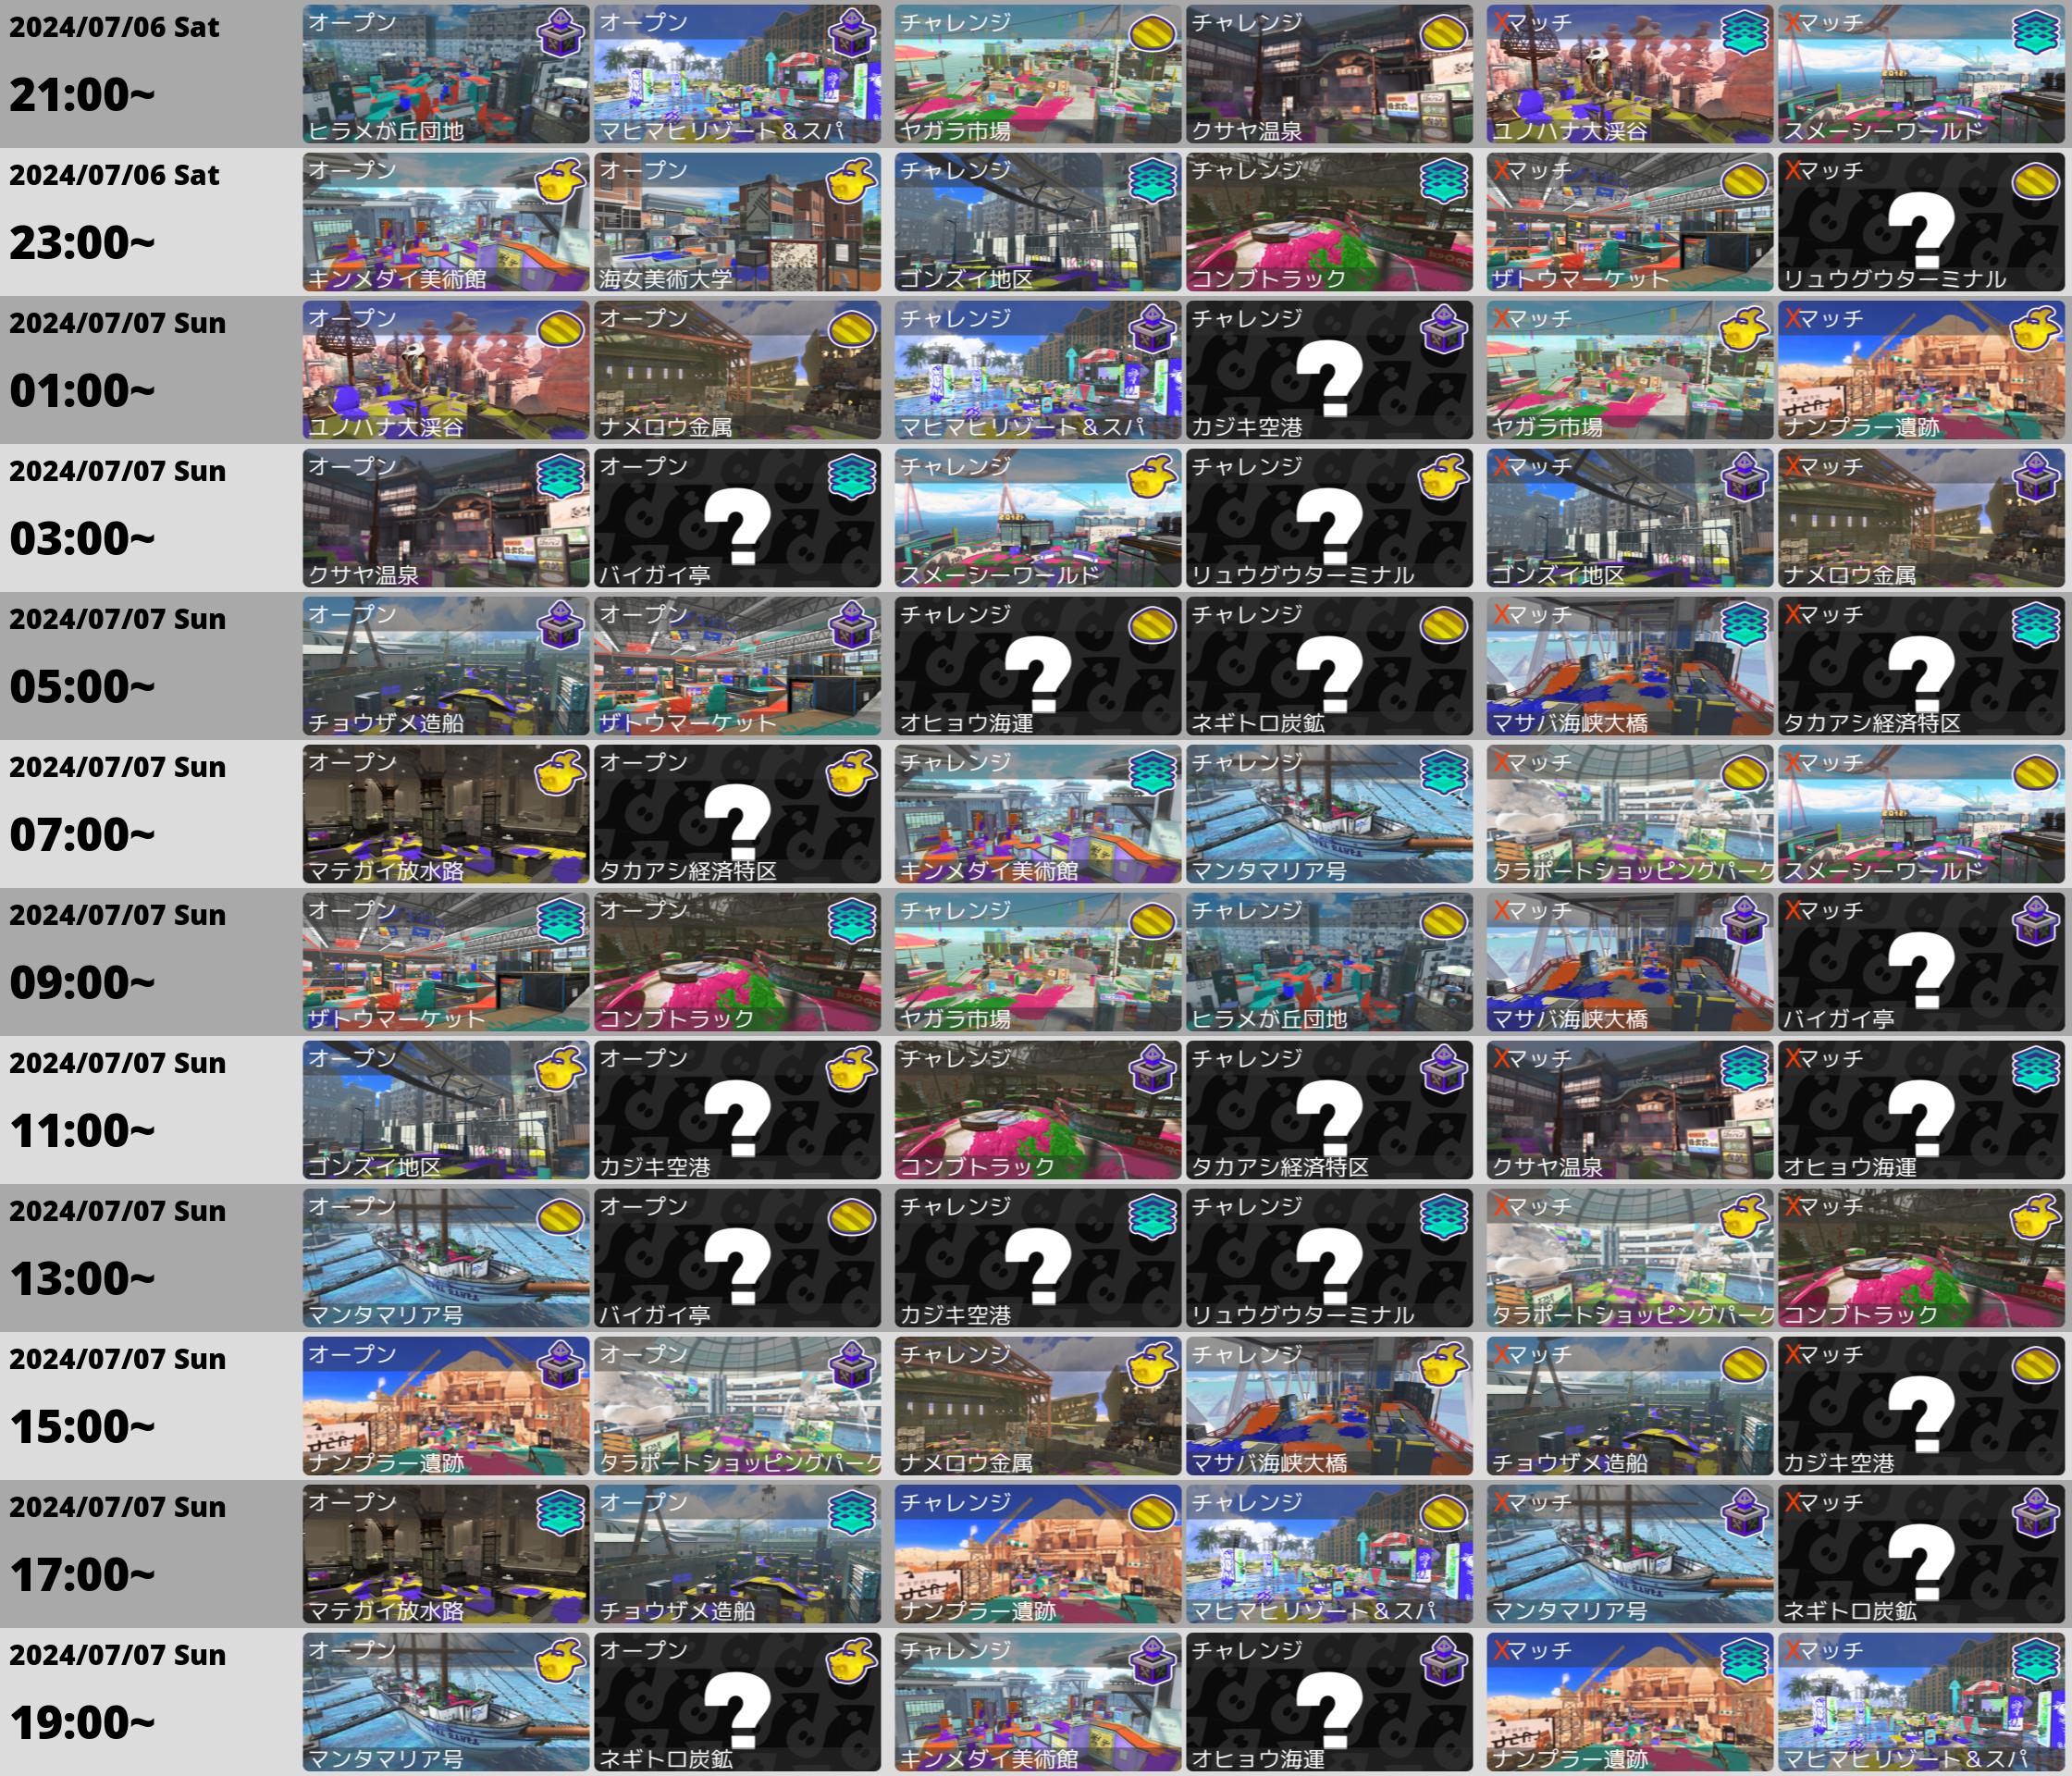 2024/07/06 Sat
21:00~
オープン
ヒラメが丘団地
オープン
マヒマヒリゾート＆スパ
チャレンジ
ヤガラ市場
チャレンジ
クサヤ温泉
Xマッチ
ユノハナ大渓谷
Xマッチ
スメーシーワールド
2024/07/06 Sat
23:00~
オープン
キンメダイ美術館
オープン
海女美術大学
チャレンジ
ゴンズイ地区
チャレンジ
コンブトラック
Xマッチ
ザトウマーケット
Xマッチ
?
リュウグウターミナル
2024/07/07 Sun
01:00~
オープン
ユノハナ大渓谷
オープン
ナメロウ金属
チャレンジ
マヒマヒリゾート＆スパ
チャレンジ
?
カジキ空港
Xマッチ
ヤガラ市場
Xマッチ
ナンプラー遺跡
2024/07/07 Sun
03:00~
オープン
クサヤ温泉
オープン
?
バイガイ亭
チャレンジ
スメーシーワールド
チャレンジ
?
リュウグウターミナル
Xマッチ
ゴンズイ地区
Xマッチ
ナメロウ金属
2024/07/07 Sun
05:00~
オープン
チョウザメ造船
オープン
ザトウマーケット
チャレンジ
?
オヒョウ海運
チャレンジ
?
ネギトロ炭鉱
Xマッチ
マサバ海峡大橋
Xマッチ
?
タカアシ経済特区
2024/07/07 Sun
07:00~
オープン
マテガイ放水路
オープン
?
タカアシ経済特区
チャレンジ
キンメダイ美術館
チャレンジ
マンタマリア号
Xマッチ
タラポートショッピングパーク
Xマッチ
スメーシーワールド
2024/07/07 Sun
09:00~
オープン
ザトウマーケット
オープン
コンブトラック
チャレンジ
ヤガラ市場
チャレンジ
ヒラメが丘団地
Xマッチ
マサバ海峡大橋
Xマッチ
?
バイガイ亭
2024/07/07 Sun
11:00~
オープン
ゴンズイ地区
オープン
?
カジキ空港
チャレンジ
コンブトラック
チャレンジ
?
タカアシ経済特区
Xマッチ
クサヤ温泉
Xマッチ
?
オヒョウ海運
2024/07/07 Sun
13:00~
オープン
マンタマリア号
オープン
?
バイガイ亭
チャレンジ
?
カジキ空港
チャレンジ
?
リュウグウターミナル
Xマッチ
タラポートショッピングパーク
Xマッチ
コンブトラック
2024/07/07 Sun
15:00~
オープン
ナンプラー遺跡
オープン
タラポートショッピングパーク
チャレンジ
ナメロウ金属
チャレンジ
マサバ海峡大橋
Xマッチ
チョウザメ造船
Xマッチ
?
カジキ空港
2024/07/07 Sun
17:00~
オープン
マテガイ放水路
オープン
チョウザメ造船
チャレンジ
ナンプラー遺跡
チャレンジ
マヒマヒリゾート＆スパ
Xマッチ
マンタマリア号
Xマッチ
?
ネギトロ炭鉱
2024/07/07 Sun
19:00~
オープン
マンタマリア号
オープン
?
ネギトロ炭鉱
チャレンジ
キンメダイ美術館
チャレンジ
?
オヒョウ海運
Xマッチ
ナンプラー遺跡
Xマッチ
マヒマヒリゾート＆スパ